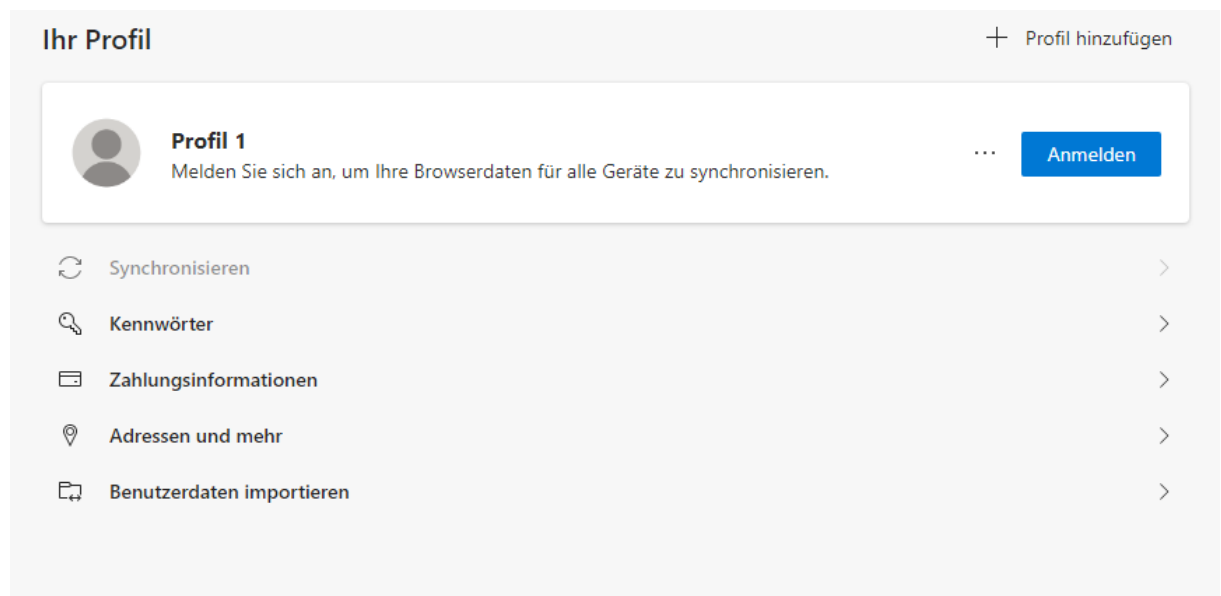 Ihr Profil
Profil hinzufügen
Profil 1
Melden Sie sich an, um Ihre Browserdaten für alle Geräte zu synchronisieren.
Anmelden
Synchronisieren
Kennwörter
Zahlungsinformationen
Adressen und mehr
Benutzerdaten importieren